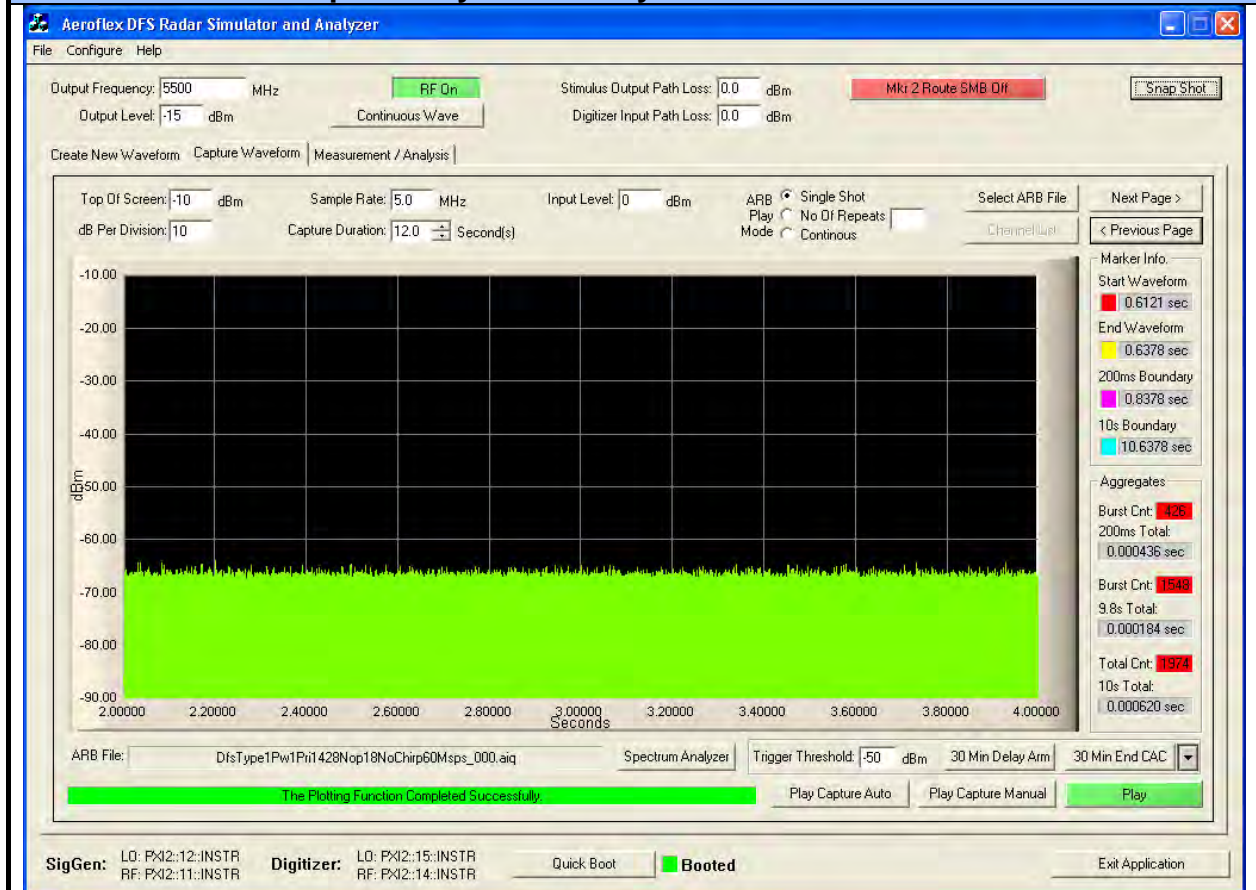 Aeroflex DFS Radar Simulator and Analyzer
File Configure Help
Output Frequency: 5500 MHz
RF On
Stimulus Output Path Loss: 0.0 dBm
Mkr 2 Route SMB Off
Snap Shot
Output Level: -15 dBm
Continuous Wave
Digitizer Input Path Loss: 0.0 dBm
Create New Waveform Capture Waveform Measurement / Analysis
Top Of Screen: -10 dBm
Sample Rate: 5.0 MHz
Input Level: 0 dBm
ARB Play Mode
Single Shot
No Of Repeats
Continous
Select ARB File
Next Page >
dB Per Division: 10
Capture Duration: 12.0 Second(s)
Channel List
< Previous Page
-10.00
-20.00
-30.00
-40.00
-50.00
-60.00
-70.00
-80.00
-90.00
dBm
2.00000 2.20000 2.40000 2.60000 2.80000 3.00000 3.20000 3.40000 3.60000 3.80000 4.00000
Seconds
Marker Info.
Start Waveform
0.6121 sec
End Waveform
0.6378 sec
200ms Boundary
0.8378 sec
10s Boundary
10.6378 sec
Aggregates
Burst Cnt: 426
200ms Total:
0.000436 sec
Burst Cnt: 1548
9.8s Total:
0.000184 sec
Total Cnt: 1974
10s Total:
0.000620 sec
ARB File: DfsType1Pw1Pri1428Nop18NoChirp60Msps_000.aiq
Spectrum Analyzer
Trigger Threshold: -50 dBm
30 Min Delay Arm
30 Min End CAC
The Plotting Function Completed Successfully.
Play Capture Auto
Play Capture Manual
Play
SigGen: LO: PXI2::12::INSTR
RF: PXI2::11::INSTR
Digitizer: LO: PXI2::15::INSTR
RF: PXI2::14::INSTR
Quick Boot
Booted
Exit Application